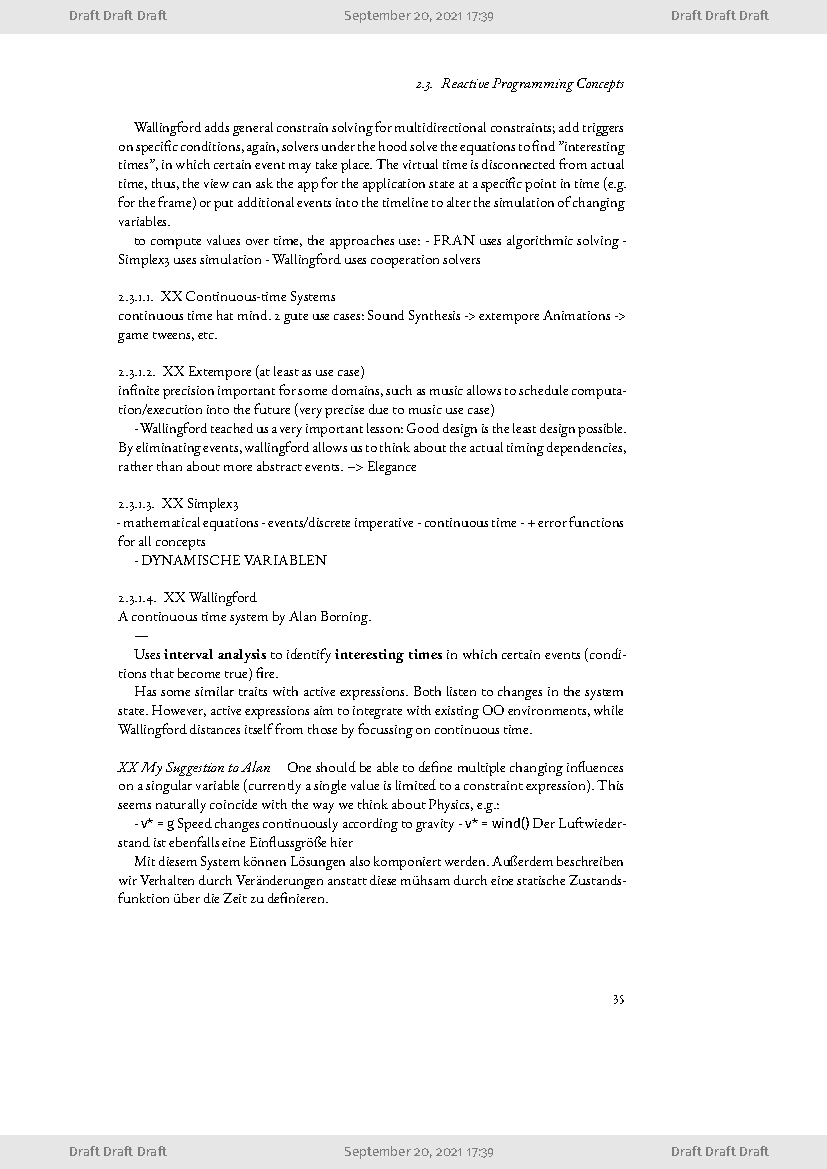 Draft Draft Draft September 20, 2021 17:39 Draft Draft Draft
2.3. Reactive Programming Concepts
Wallingford adds general constrain solving for multidirectional constraints; add triggers
on specific conditions, again, solvers under the hood solve the equations to find ”interesting
times”, in which certain event may take place. The virtual time is disconnected from actual
time, thus, the view can ask the app for the application state at a specific point in time (e.g.
for the frame) or put additional events into the timeline to alter the simulation of changing
variables.
to compute values over time, the approaches use: - FRAN uses algorithmic solving -
Simplex3 uses simulation - Wallingford uses cooperation solvers
2.3.1.1. XX Continuous-time Systems
continuous time hat mind. 2 gute use cases: Sound Synthesis -> extempore Animations ->
game tweens, etc.
2.3.1.2. XX Extempore (at least as use case)
infinite precision important for some domains, such as music allows to schedule computa-
tion/execution into the future (very precise due to music use case)
- Wallingford teached us a very important lesson: Good design is the least design possible.
By eliminating events, wallingford allows us to think about the actual timing dependencies,
rather than about more abstract events. –> Elegance
2.3.1.3. XX Simplex3
- mathematical equations - events/discrete imperative - continuous time - + error functions
for all concepts
- DYNAMISCHE VARIABLEN
2.3.1.4. XX Wallingford
A continuous time system by Alan Borning.
—
Uses interval analysis to identify interesting times in which certain events (condi-
tions that become true) fire.
Has some similar traits with active expressions. Both listen to changes in the system
state. However, active expressions aim to integrate with existing OO environments, while
Wallingford distances itself from those by focussing on continuous time.
XX My Suggestion to Alan One should be able to define multiple changing influences
on a singular variable (currently a single value is limited to a constraint expression). This
seems naturally coincide with the way we think about Physics, e.g.:
- v* = g Speed changes continuously according to gravity - v* = wind() Der Luftwieder-
stand ist ebenfalls eine Einflussgröße hier
Mit diesem System können Lösungen also komponiert werden. Außerdem beschreiben
wir Verhalten durch Veränderungen anstatt diese mühsam durch eine statische Zustands-
funktion über die Zeit zu definieren.
35
Draft Draft Draft September 20, 2021 17:39 Draft Draft Draft